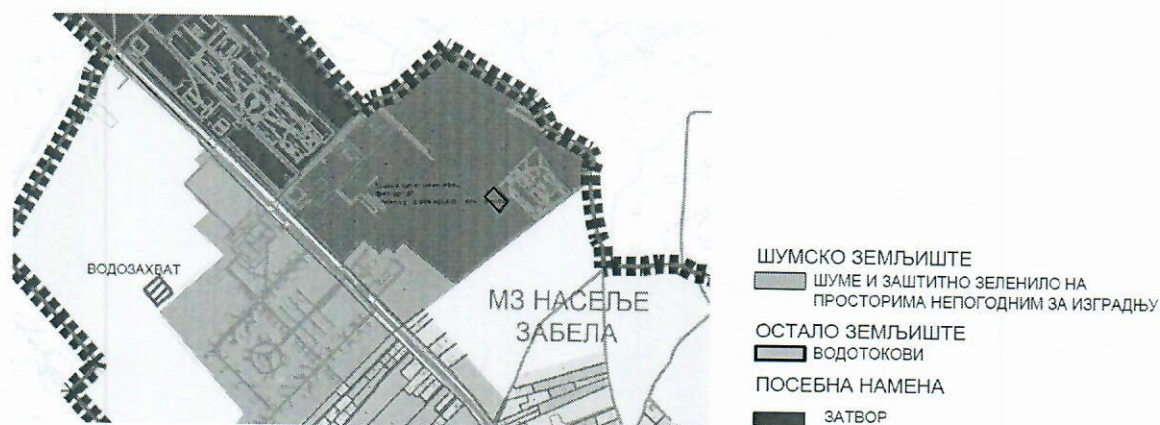 ВОДОЗАХВАТ
МЗ НАСЕЉЕ
ЗАБЕЛА
ШУМСКО ЗЕМЉИШТЕ
ШУМЕ И ЗАШТИТНО ЗЕЛЕНИЛО НА
ПРОСТОРИМА НЕПОГОДНИМ ЗА ИЗГРАДЊУ
ОСТАЛО ЗЕМЉИШТЕ
ВОДОТОКОВИ
ПОСЕБНА НАМЕНА
ЗАТВОР